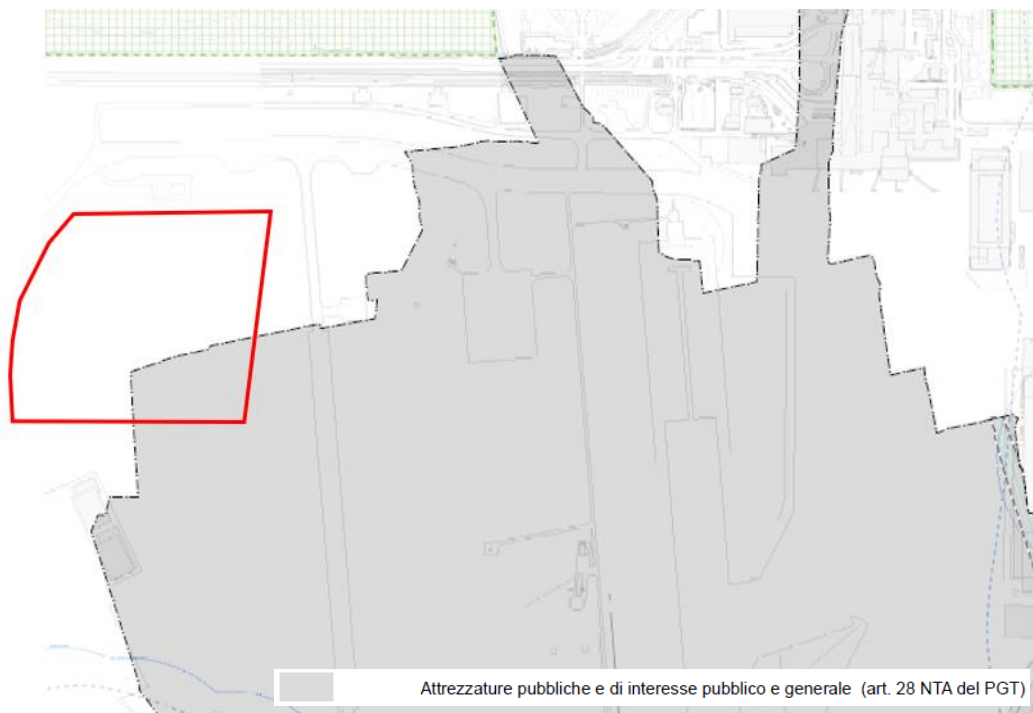 Attrezzature pubbliche e di interesse pubblico e generale (art. 28 NTA del PGT)